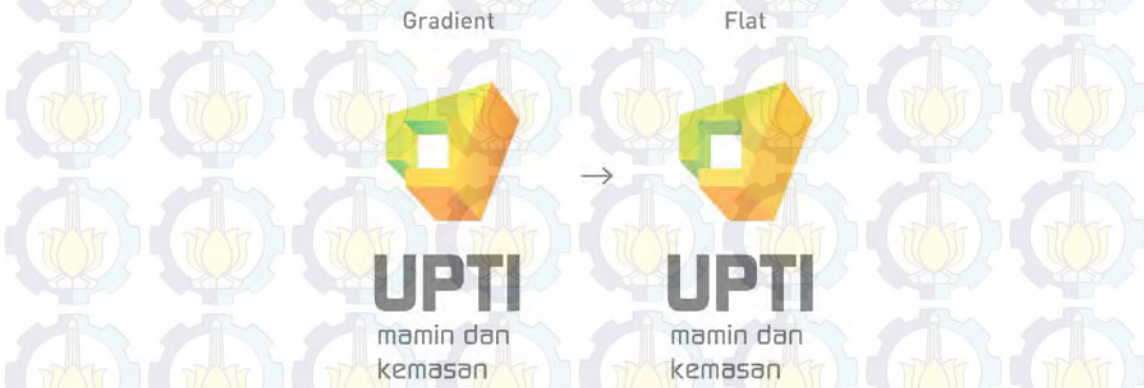 Gradient
Flat
→
UPTI
mamin dan
kemasan
UPTI
mamin dan
kemasan